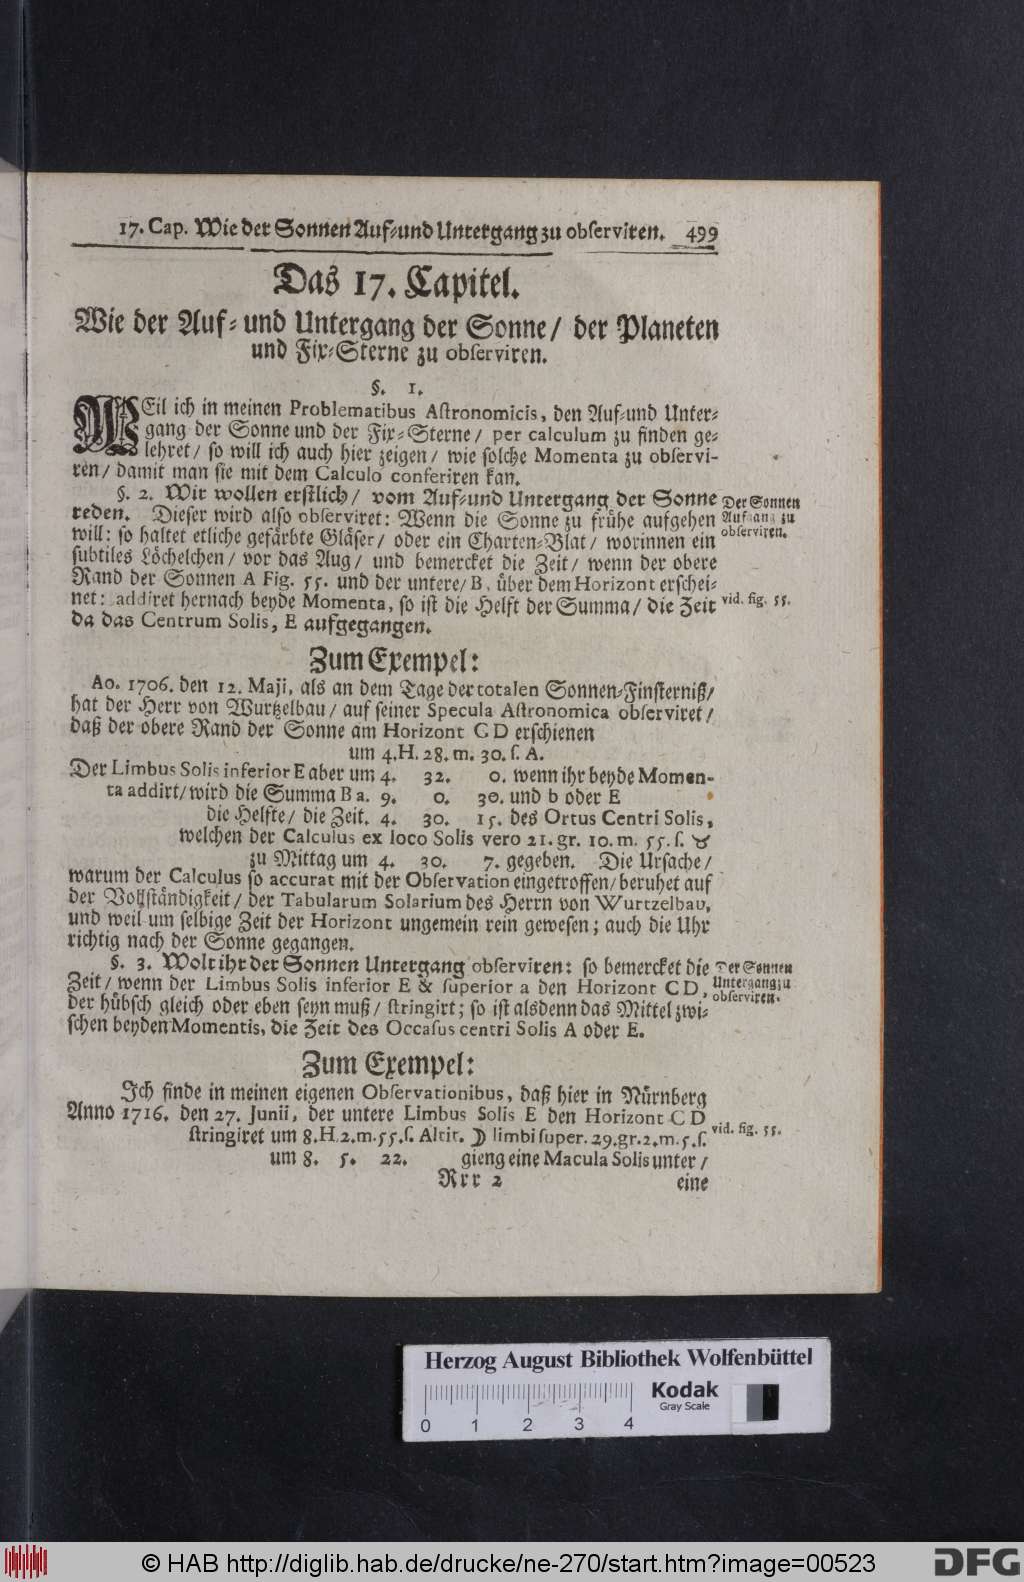 17. Cap. Wie der Sonnen Auf-und Untergang zu observiren. 499
Das 17. Capitel.
Wie der Auf- und Untergang der Sonne/ der Planeten
und Fix-Sterne zu observiren.
§. 1.
WEil ich in meinen Problematibus Astronomicis, den Auf-und Unter-
gang der Sonne und der Fix-Sterne/ per calculum zu finden ge-
lehret/ so will ich auch hier zeigen/ wie solche Momenta zu observi-
ren/ damit man sie mit dem Calculo conferiren kan.
§. 2. Wir wollen erstlich/ vom Auf-und Untergang der Sonne
reden. Dieser wird also observiret: Wenn die Sonne zu frühe aufgehen
will: so haltet etliche gefärbte Gläser/ oder ein Charten-Blat/ worinnen ein
subtiles Löchelchen/ vor das Aug/ und bemercket die Zeit/ wenn der obere
Rand der Sonnen A Fig. 55. und der untere/ B, über dem Horizont erschei-
net: addiret hernach beyde Momenta, so ist die Helft der Summa/ die Zeit
da das Centrum Solis, E aufgegangen.
Der Sonnen
Aufgang zu
observiren.
vid. fig. 55.
Zum Exempel:
Ao. 1706. den 12. Maji, als an dem Tage der totalen Sonnen-Finsterniß/
hat der Herr von Wurtzelbau/ auf seiner Specula Astronomica observiret/
daß der obere Rand der Sonne am Horizont C D erschienen
um 4.H. 28. m. 30. s. A.
Der Limbus Solis inferior E aber um 4. 32. 0. wenn ihr beyde Momen-
ta addirt/ wird die Summa B a. 9. 0. 30. und b oder E
die Helfte/ die Zeit. 4. 30. 15. des Ortus Centri Solis,
welchen der Calculus ex loco Solis vero 21. gr. 10. m. 55. s. ♉
zu Mittag um 4. 30. 7. gegeben. Die Ursache/
warum der Calculus so accurat mit der Observation eingetroffen/ beruhet auf
der Vollständigkeit/ der Tabularum Solarium des Herrn von Wurtzelbau,
und weil um selbige Zeit der Horizont ungemein rein gewesen; auch die Uhr
richtig nach der Sonne gegangen.
§. 3. Wolt ihr der Sonnen Untergang observiren: so bemercket die
Zeit/ wenn der Limbus Solis inferior E & superior a den Horizont C D,
der hübsch gleich oder eben seyn muß/ stringirt; so ist alsdenn das Mittel zwi-
schen beyden Momentis, die Zeit des Occasus centri Solis A oder E.
Der Sonnen
Untergang zu
observiren.
Zum Exempel:
Ich finde in meinen eigenen Observationibus, daß hier in Nürnberg
Anno 1716. den 27. Junii, der untere Limbus Solis E den Horizont C D
stringiret um 8.H.2.m.55.s. Altit. ☽ limbi super. 29.gr.2.m.5.s.
um 8. 5. 22. gieng eine Macula Solis unter/
vid. fig. 55.
Rrr 2 eine
Herzog August Bibliothek Wolfenbüttel
Kodak
Gray Scale
0 1 2 3 4
© HAB http://diglib.hab.de/drucke/ne-270/start.htm?image=00523
DFG